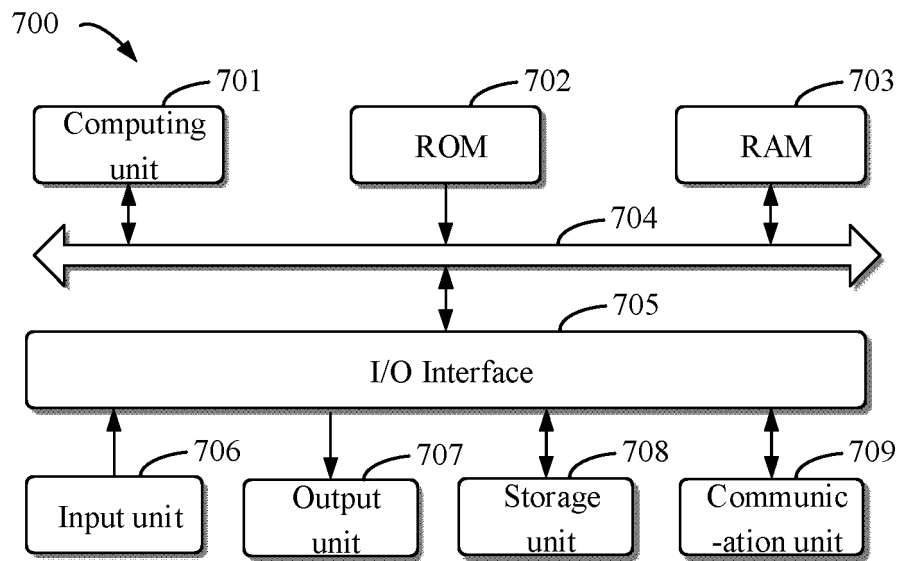 700
701
702
703
Computing
unit
ROM
RAM
704
705
I/O Interface
706
707
708
709
Input unit
Output
unit
Storage
unit
Communic
-ation unit